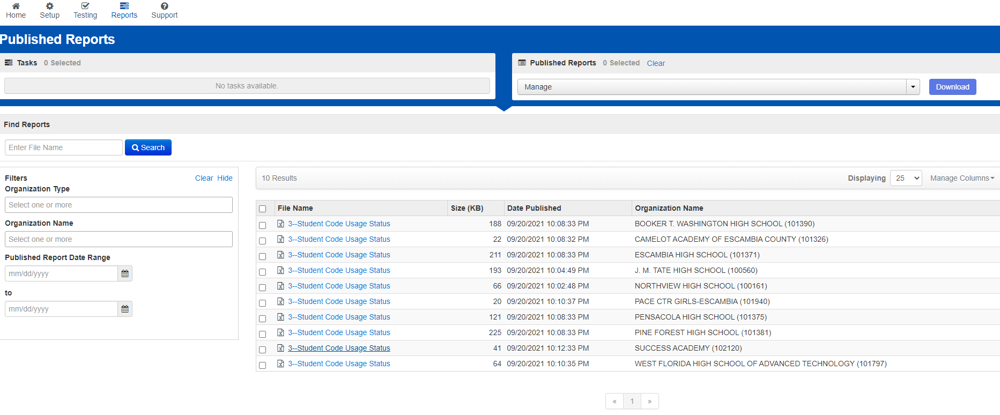 Home Setup Testing Reports Support
Published Reports
Tasks 0 Selected
No tasks available.
Published Reports 0 Selected Clear
Manage Download
Find Reports
Enter File Name Search
Filters Clear Hide
Organization Type
Select one or more
Organization Name
Select one or more
Published Report Date Range
mm/dd/yyyy
to
mm/dd/yyyy
10 Results Displaying 25 Manage Columns
File Name Size (KB) Date Published Organization Name
3--Student Code Usage Status 188 09/20/2021 10:08:33 PM BOOKER T. WASHINGTON HIGH SCHOOL (101390)
3--Student Code Usage Status 22 09/20/2021 10:08:32 PM CAMELOT ACADEMY OF ESCAMBIA COUNTY (101326)
3--Student Code Usage Status 211 09/20/2021 10:08:33 PM ESCAMBIA HIGH SCHOOL (101371)
3--Student Code Usage Status 193 09/20/2021 10:04:49 PM J. M. TATE HIGH SCHOOL (100560)
3--Student Code Usage Status 66 09/20/2021 10:02:48 PM NORTHVIEW HIGH SCHOOL (100161)
3--Student Code Usage Status 20 09/20/2021 10:10:37 PM PACE CTR GIRLS-ESCAMBIA (101940)
3--Student Code Usage Status 121 09/20/2021 10:08:33 PM PENSACOLA HIGH SCHOOL (101375)
3--Student Code Usage Status 225 09/20/2021 10:08:33 PM PINE FOREST HIGH SCHOOL (101381)
3--Student Code Usage Status 41 09/20/2021 10:12:33 PM SUCCESS ACADEMY (102120)
3--Student Code Usage Status 64 09/20/2021 10:10:35 PM WEST FLORIDA HIGH SCHOOL OF ADVANCED TECHNOLOGY (101797)
« 1 »